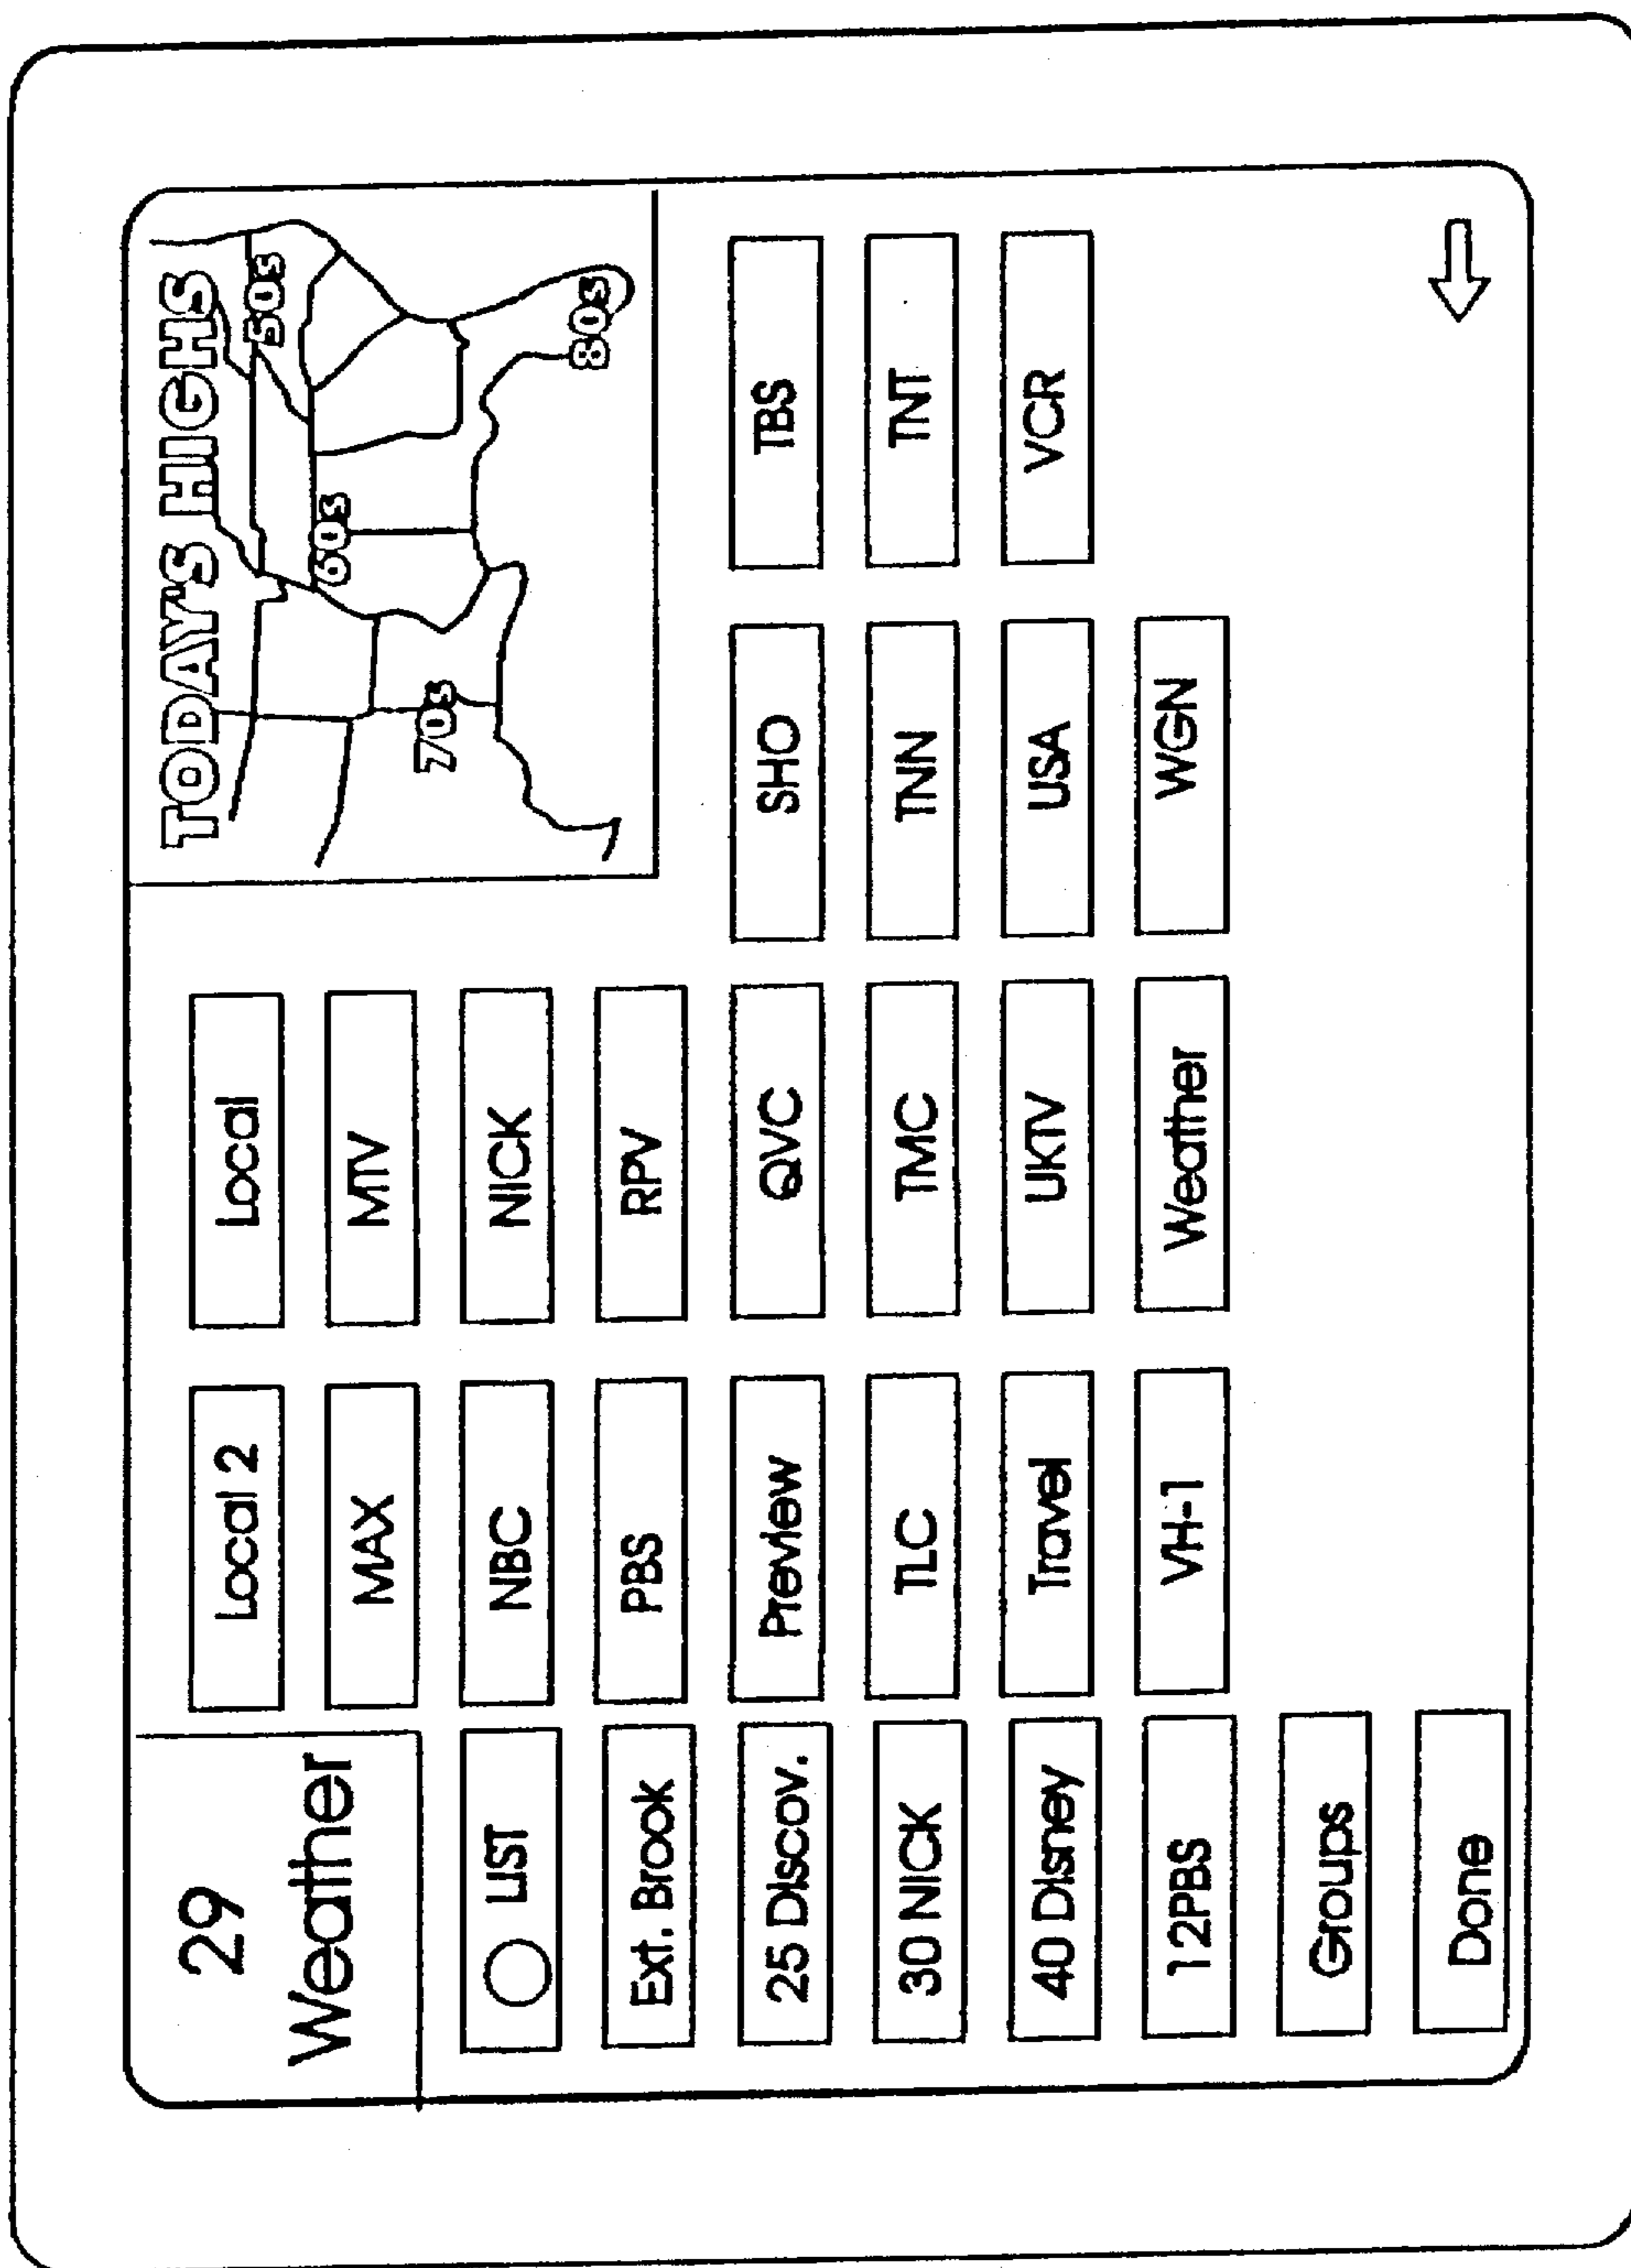 29
Weather
Local 2
Local
TODAY'S HIGHS
50s
60s
70s
80s
MAX
MTV
LIST
NBC
NICK
Ext. Brook
PBS
RPV
25 Discov.
Preview
QVC
SHO
TBS
30 NICK
TLC
TMC
TNN
TNT
40 Disney
Travel
UKTV
USA
VCR
12PBS
VH-1
Weather
WGN
Groups
Done